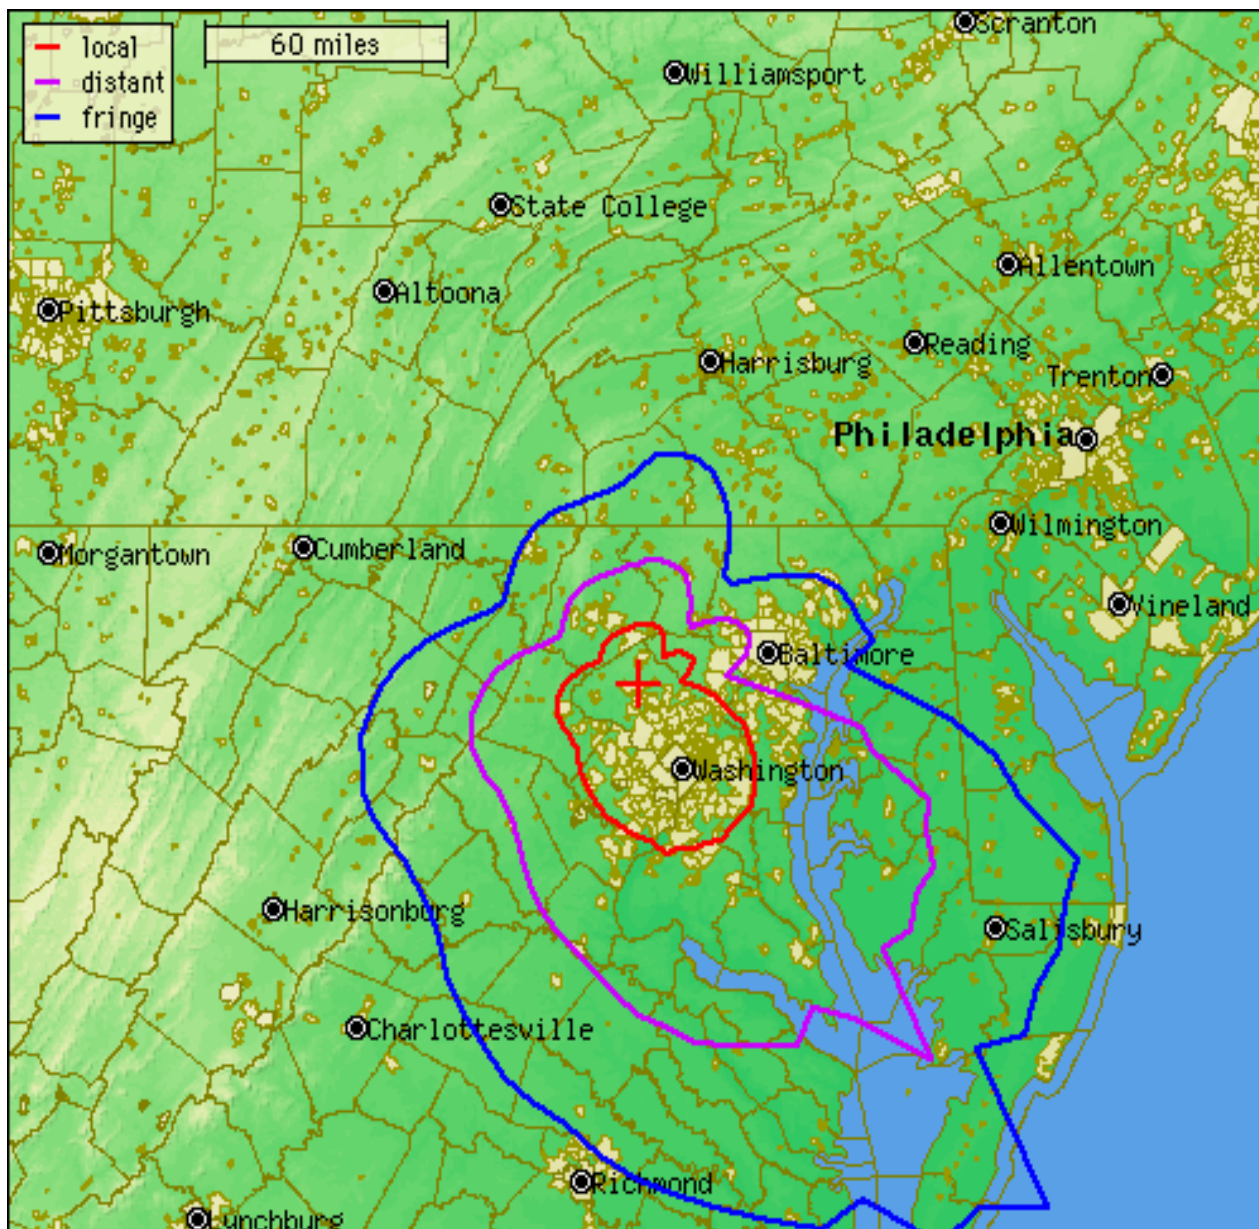 local
distant
fringe
60 miles
Scranton
Williamsport
State College
Allentown
Altoona
Pittsburgh
Reading
Harrisburg
Trenton
Philadelphia
Wilmington
Morgantown
Cumberland
Vineland
Baltimore
Washington
Harrisonburg
Salisbury
Charlottesville
Richmond
Lynchburg